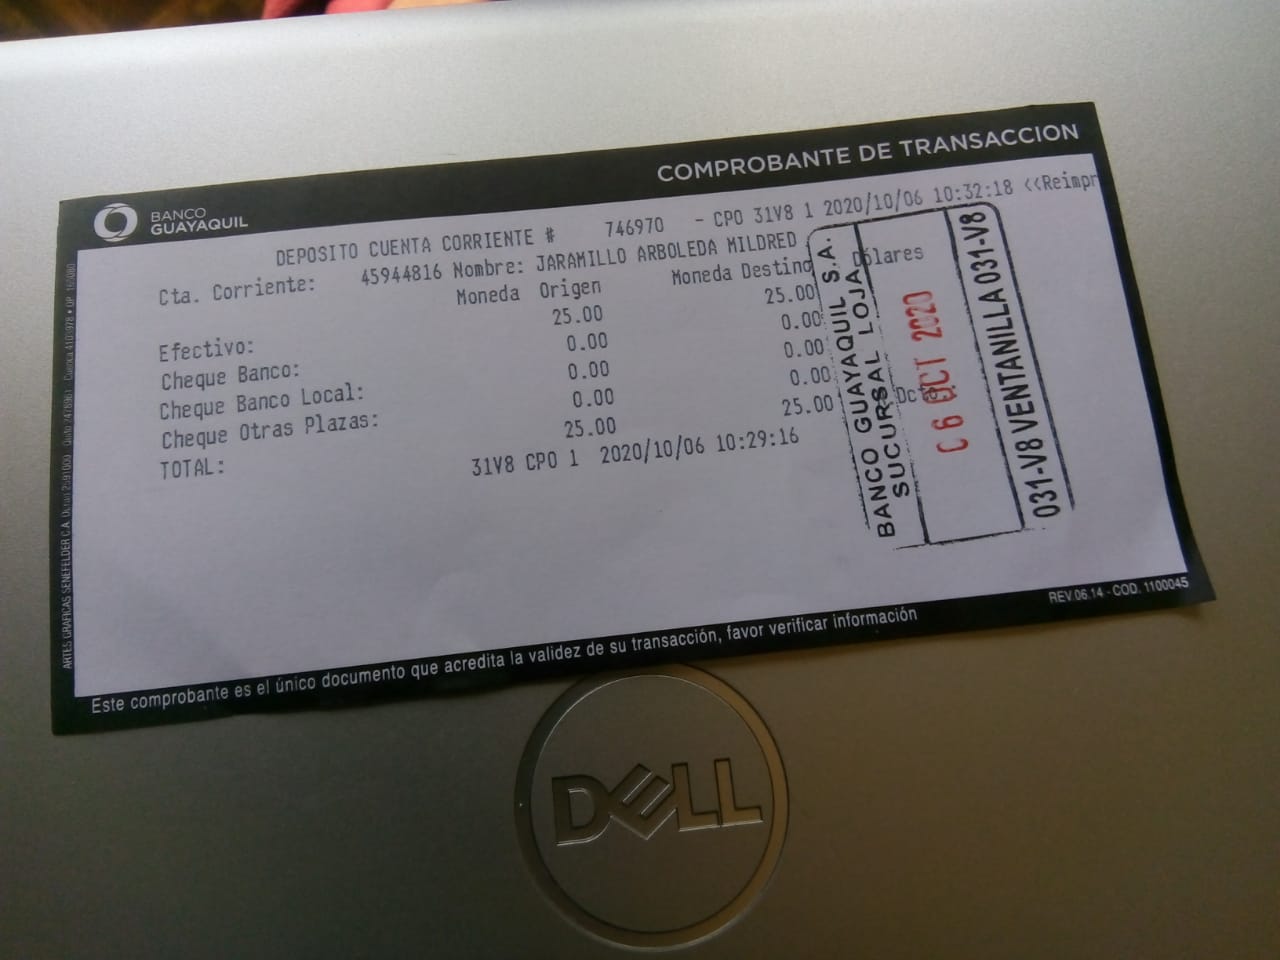 COMPROBANTE DE TRANSACCION
BANCO
GUAYAQUIL
DEPOSITO CUENTA CORRIENTE # 746970 - CPO 31V8 1 2020/10/06 10:32:18 <<Reimpr
Cta. Corriente: 45944816 Nombre: JARAMILLO ARBOLEDA MILDRED
Moneda Origen Moneda Destino Dólares
Efectivo: 25.00 25.00
Cheque Banco: 0.00 0.00
Cheque Banco Local: 0.00 0.00
Cheque Otras Plazas: 0.00 0.00
TOTAL: 25.00 25.00
31V8 CPO 1 2020/10/06 10:29:16
BANCO GUAYAQUIL S.A.
SUCURSAL LOJA
OCT 2020
031-V8 VENTANILLA 031-V8
ARTES GRAFICAS SENEFELDER C.A.
Este comprobante es el único documento que acredita la validez de su transacción, favor verificar información
REV.06.14 - COD. 1100045
DELL